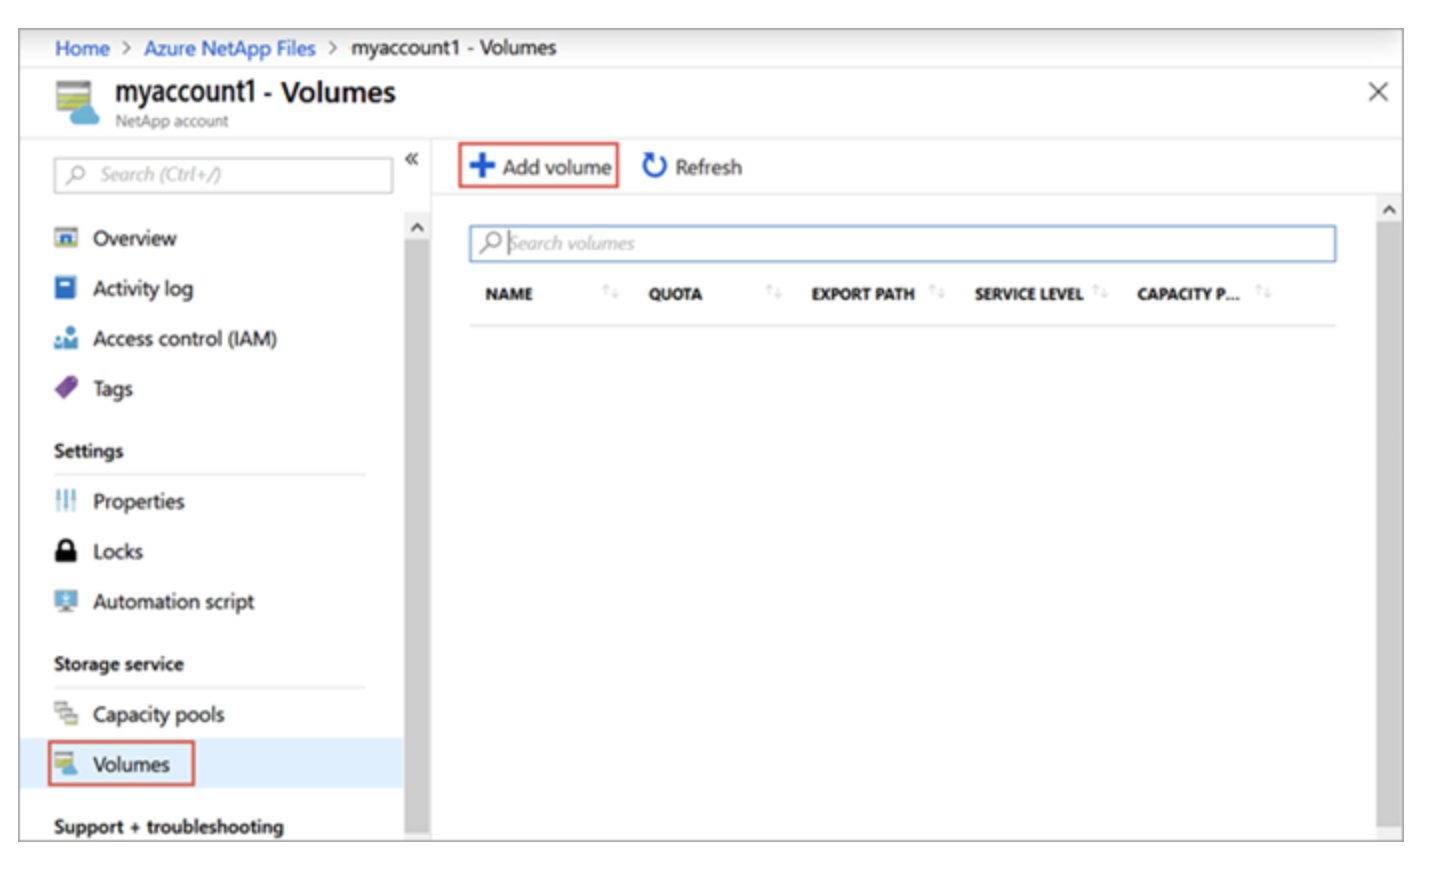 Home > Azure NetApp Files > myaccount1 - Volumes
myaccount1 - Volumes
NetApp account
Search (Ctrl+/)
«
Overview
Activity log
Access control (IAM)
Tags
Settings
Properties
Locks
Automation script
Storage service
Capacity pools
Volumes
Support + troubleshooting
Add volume Refresh
Search volumes
NAME QUOTA EXPORT PATH SERVICE LEVEL CAPACITY P...